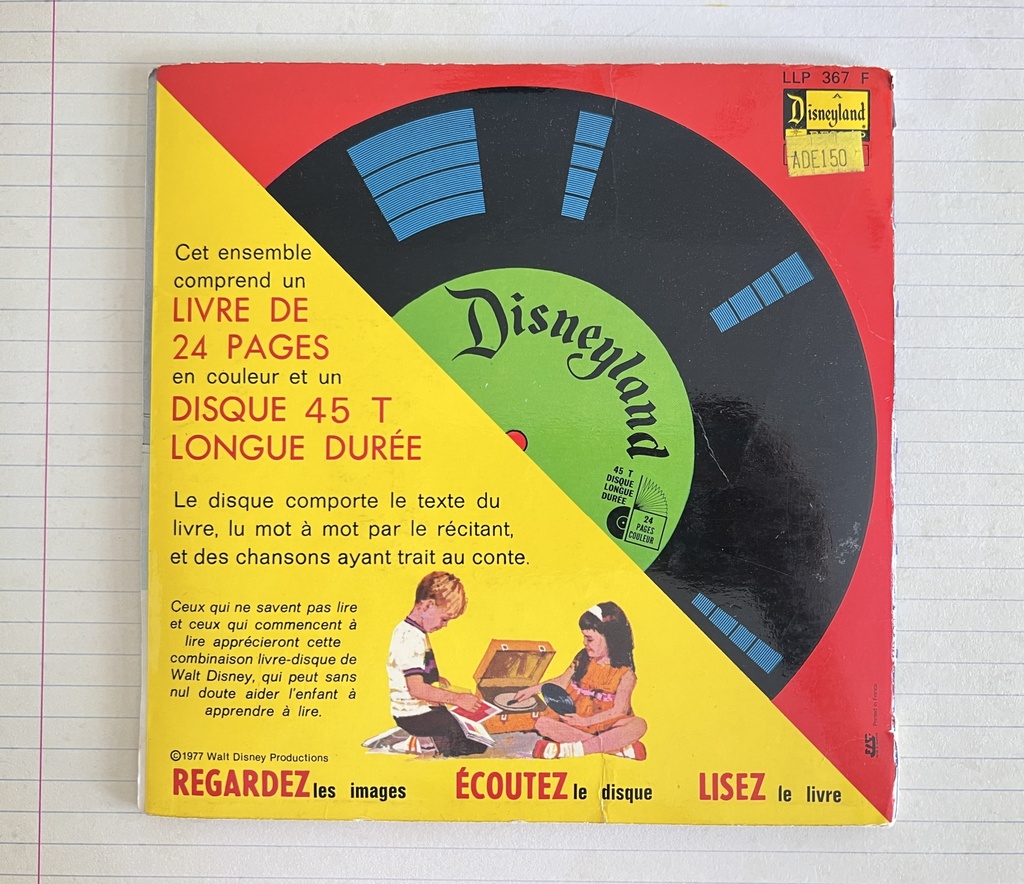 LLP 367 F
Disneyland
ADE150
Cet ensemble
comprend un
LIVRE DE
24 PAGES
en couleur et un
DISQUE 45 T
LONGUE DURÉE
Disneyland
45 T
DISQUE
LONGUE
DURÉE
24
PAGES
COULEUR
Le disque comporte le texte du
livre, lu mot à mot par le récitant,
et des chansons ayant trait au conte.
Ceux qui ne savent pas lire
et ceux qui commencent à
lire apprécieront cette
combinaison livre-disque de
Walt Disney, qui peut sans
nul doute aider l'enfant à
apprendre à lire.
©1977 Walt Disney Productions
REGARDEZ les images ÉCOUTEZ le disque LISEZ le livre
Printed in France